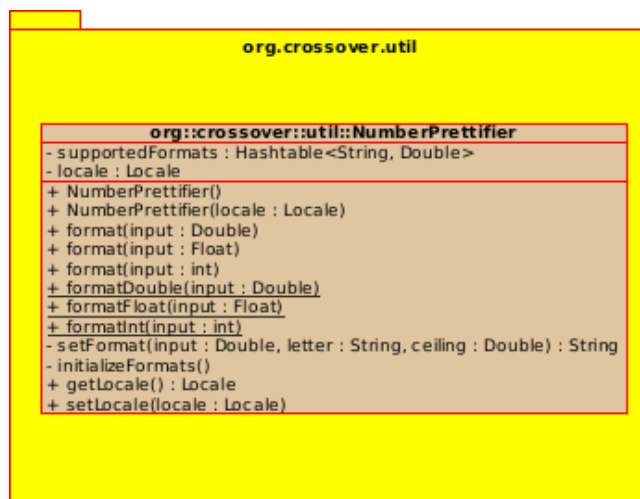 org.crossover.util
org::crossover::util::NumberPrettifier
- supportedFormats : Hashtable<String, Double>
- locale : Locale
+ NumberPrettifier()
+ NumberPrettifier(locale : Locale)
+ format(input : Double)
+ format(input : Float)
+ format(input : int)
+ formatDouble(input : Double)
+ formatFloat(input : Float)
+ formatInt(input : int)
- setFormat(input : Double, letter : String, ceiling : Double) : String
- initializeFormats()
+ getLocale() : Locale
+ setLocale(locale : Locale)